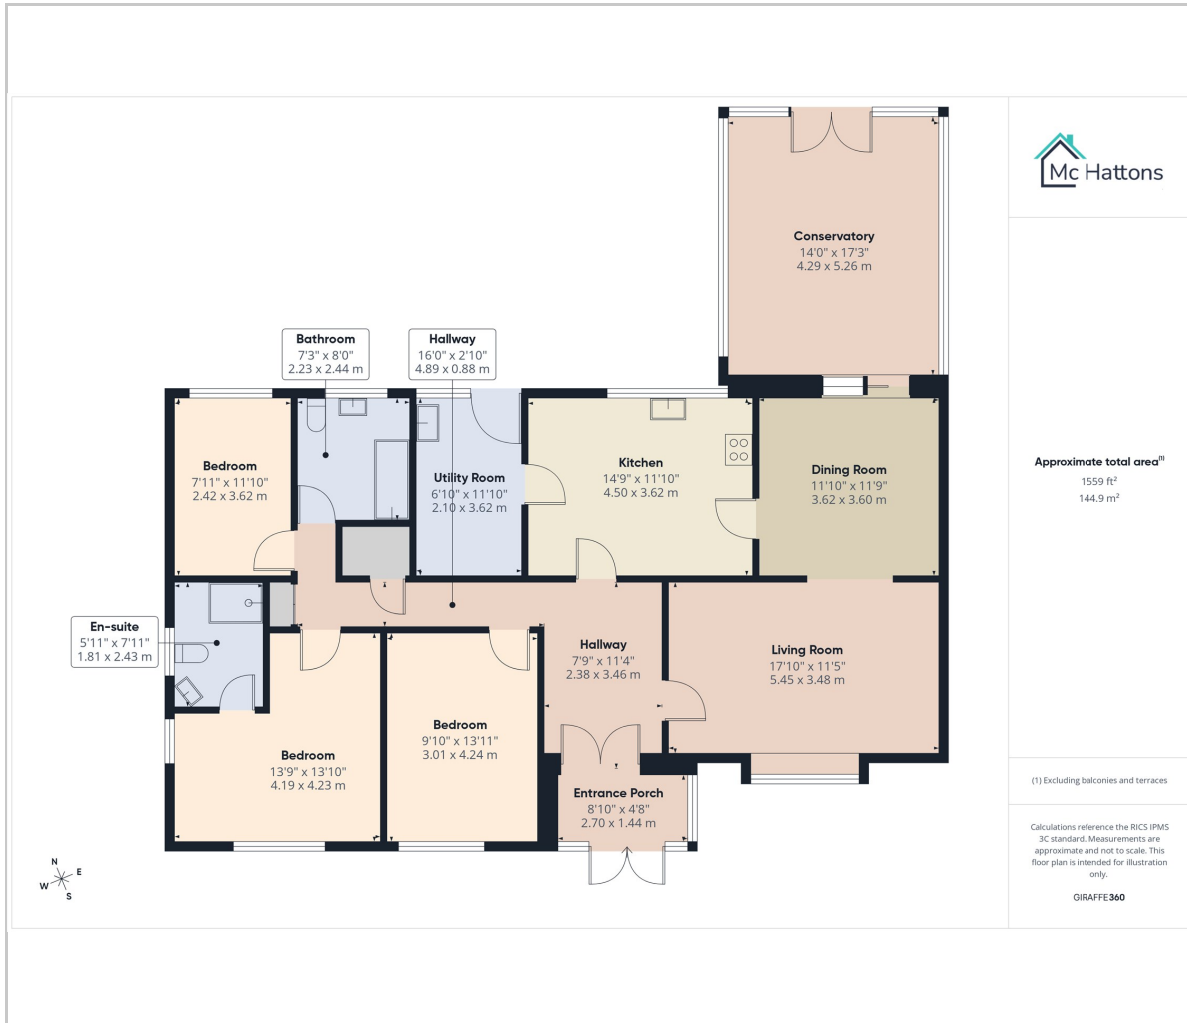 Mc Hattons
Conservatory
14'0" x 17'3"
4.29 x 5.26 m
Bathroom
7'3" x 8'0"
2.23 x 2.44 m
Hallway
16'0" x 2'10"
4.89 x 0.88 m
Bedroom
7'11" x 11'10"
2.42 x 3.62 m
Utility Room
6'10" x 11'10"
2.10 x 3.62 m
Kitchen
14'9" x 11'10"
4.50 x 3.62 m
Dining Room
11'10" x 11'9"
3.62 x 3.60 m
En-suite
5'11" x 7'11"
1.81 x 2.43 m
Hallway
7'9" x 11'4"
2.38 x 3.46 m
Living Room
17'10" x 11'5"
5.45 x 3.48 m
Bedroom
13'9" x 13'10"
4.19 x 4.23 m
Bedroom
9'10" x 13'11"
3.01 x 4.24 m
Entrance Porch
8'10" x 4'8"
2.70 x 1.44 m
N
E
W
S
Approximate total area(1)
1559 ft²
144.9 m²
(1) Excluding balconies and terraces
Calculations reference the RICS IPMS
3C standard. Measurements are
approximate and not to scale. This
floor plan is intended for illustration
only.
GIRAFFE360